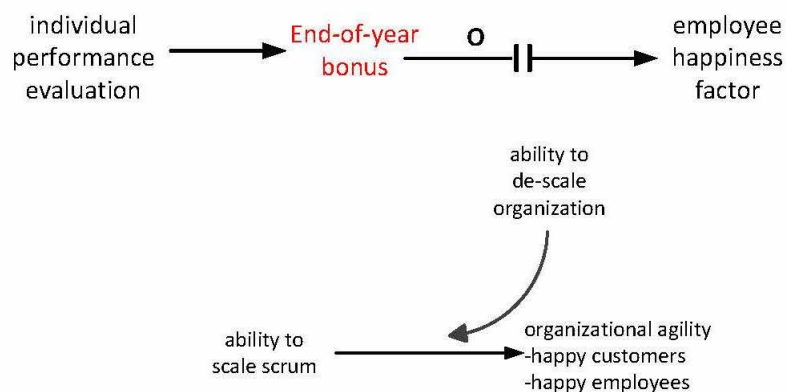 individual
performance
evaluation
End-of-year
bonus
O
employee
happiness
factor
ability to
de-scale
organization
ability to
scale scrum
organizational agility
-happy customers
-happy employees